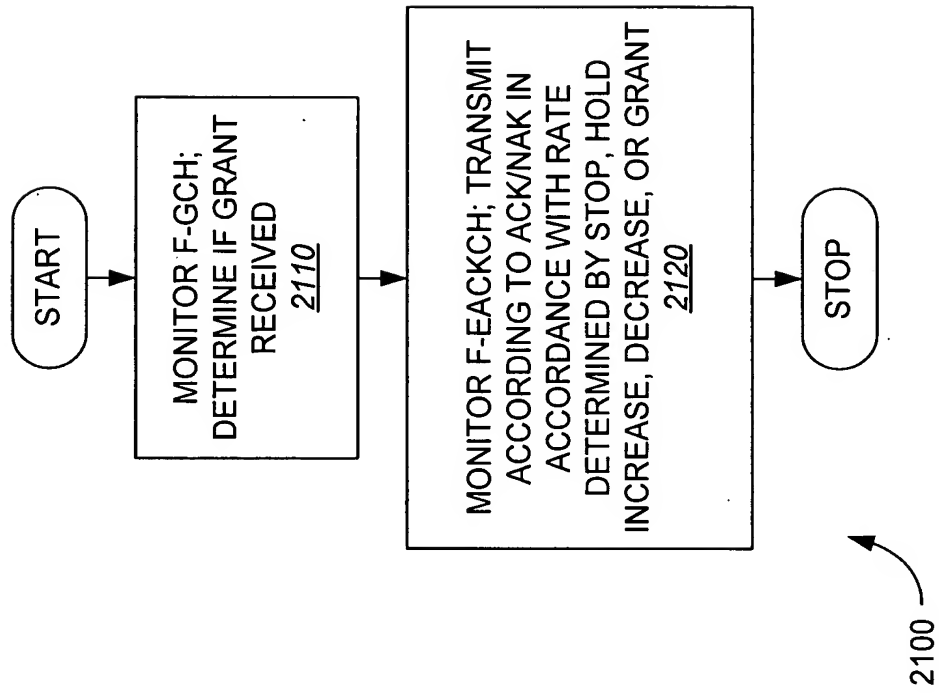 START
MONITOR F-GCH;
DETERMINE IF GRANT
RECEIVED
2110
MONITOR F-EACKCH; TRANSMIT
ACCORDING TO ACK/NAK IN
ACCORDANCE WITH RATE
DETERMINED BY STOP, HOLD
INCREASE, DECREASE, OR GRANT
2120
STOP
2100